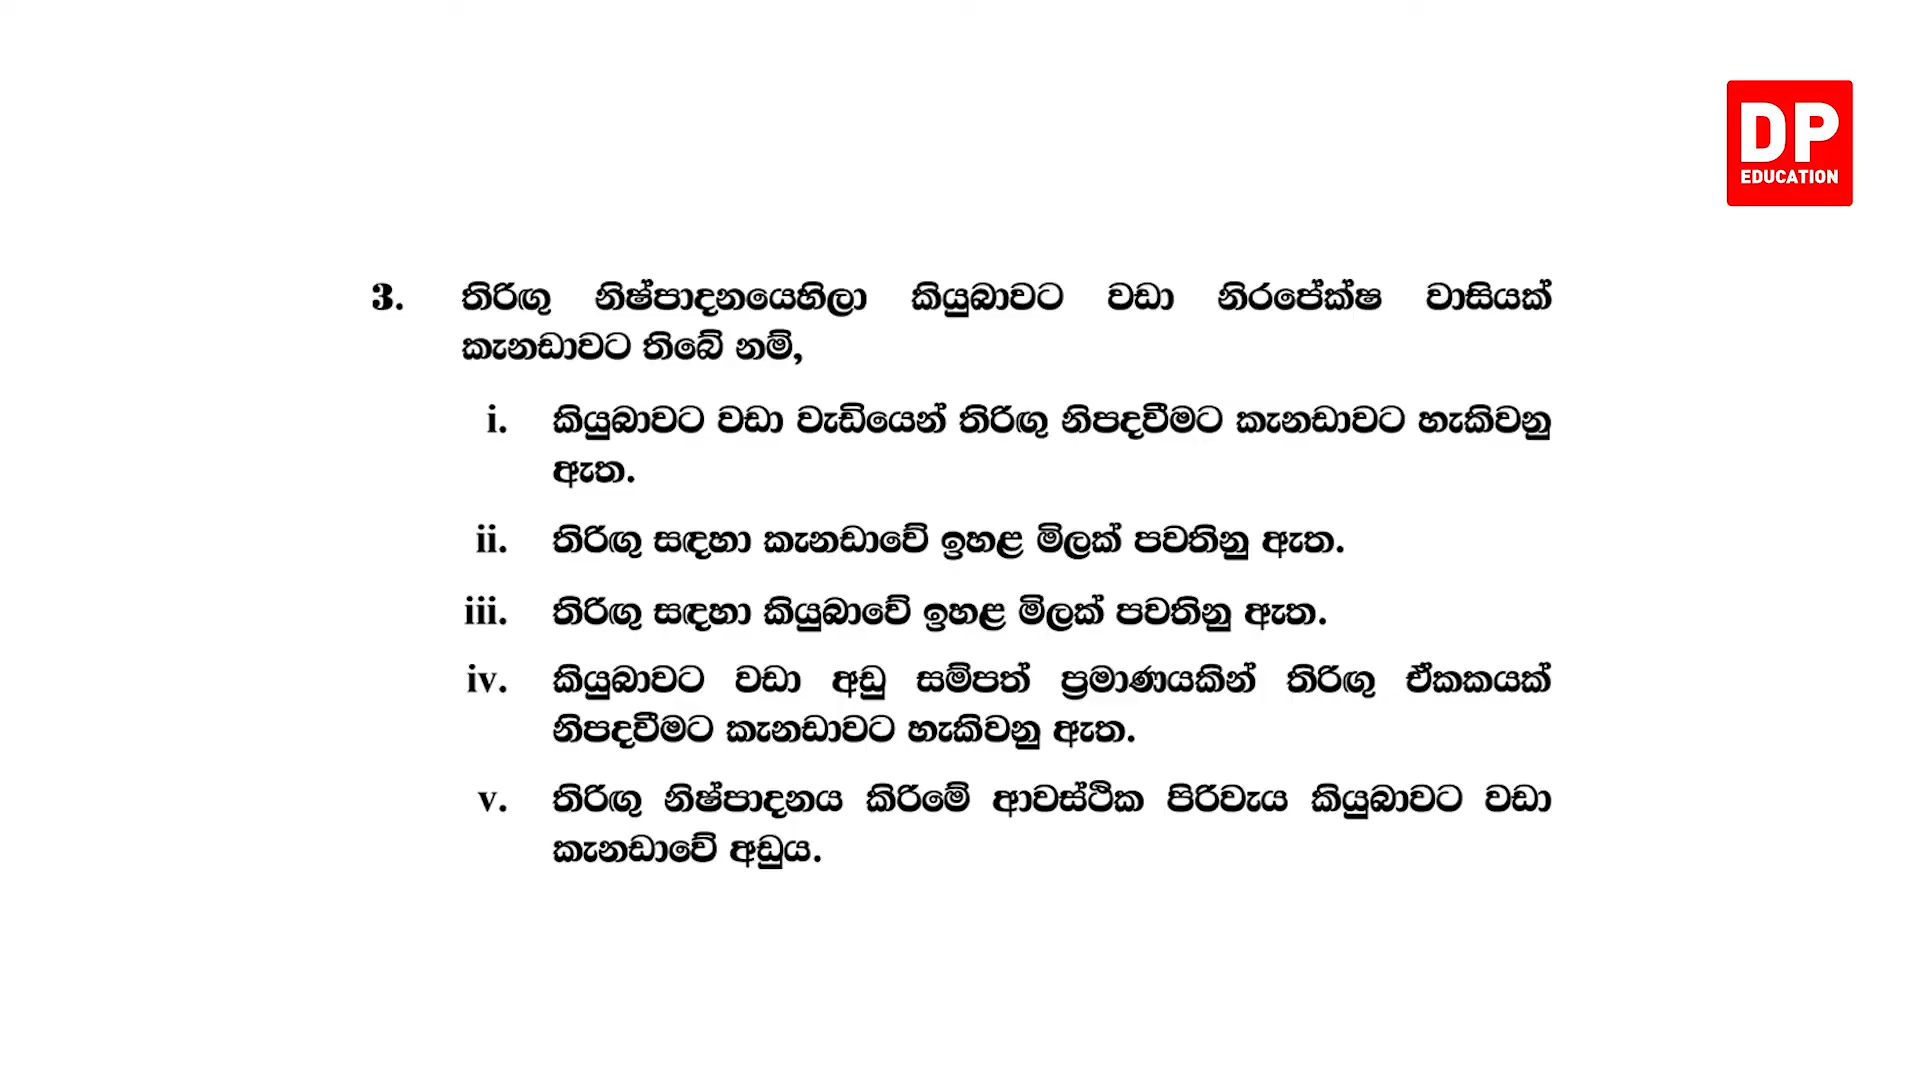 DP
EDUCATION
3. තිරිඟු නිෂ්පාදනයෙහිලා කියුබාවට වඩා නිරපේක්ෂ වාසියක්
කැනඩාවට තිබේ නම්,
i. කියුබාවට වඩා වැඩියෙන් තිරිඟු නිපදවීමට කැනඩාවට හැකිවනු
ඇත.
ii. තිරිඟු සඳහා කැනඩාවේ ඉහළ මිලක් පවතිනු ඇත.
iii. තිරිඟු සඳහා කියුබාවේ ඉහළ මිලක් පවතිනු ඇත.
iv. කියුබාවට වඩා අඩු සම්පත් ප්‍රමාණයකින් තිරිඟු ඒකකයක්
නිපදවීමට කැනඩාවට හැකිවනු ඇත.
v. තිරිඟු නිෂ්පාදනය කිරීමේ ආවස්ථික පිරිවැය කියුබාවට වඩා
කැනඩාවේ අඩුය.